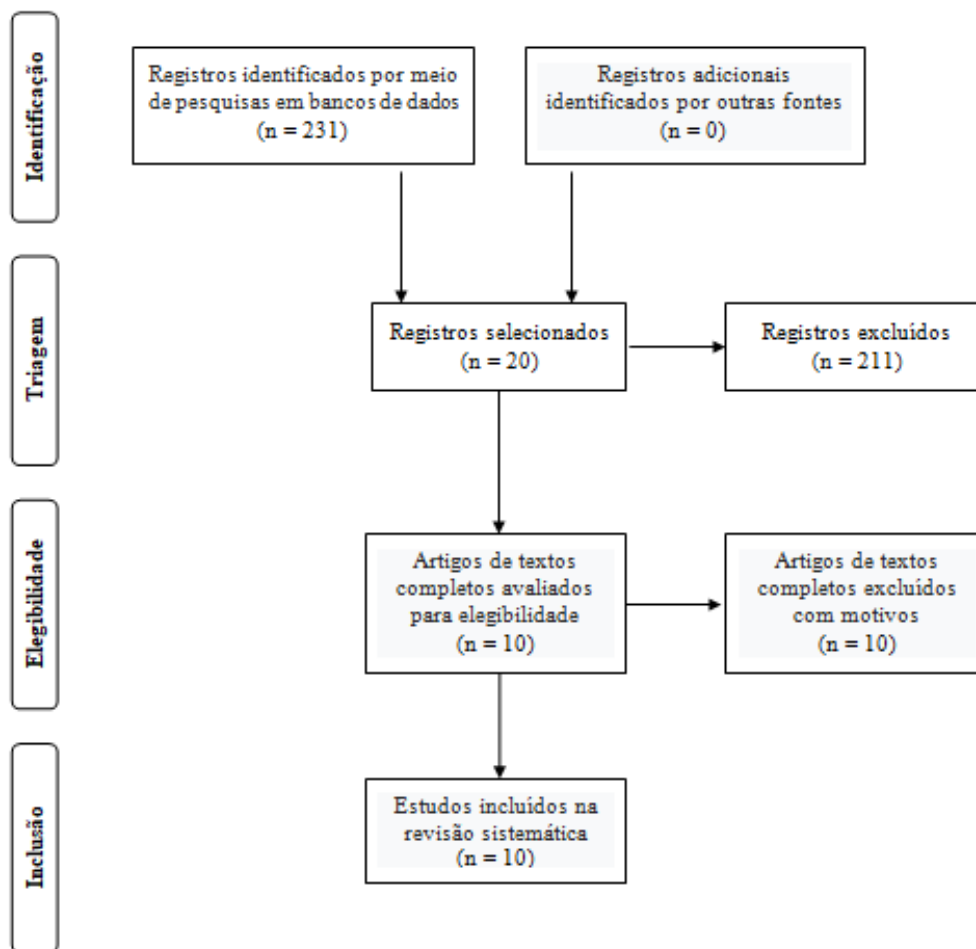 Identificação
Registros identificados por meio
de pesquisas em bancos de dados
(n = 231)
Registros adicionais
identificados por outras fontes
(n = 0)
Triagem
Registros selecionados
(n = 20)
Registros excluídos
(n = 211)
Elegibilidade
Artigos de textos
completos avaliados
para elegibilidade
(n = 10)
Artigos de textos
completos excluídos
com motivos
(n = 10)
Inclusão
Estudos incluídos na
revisão sistemática
(n = 10)